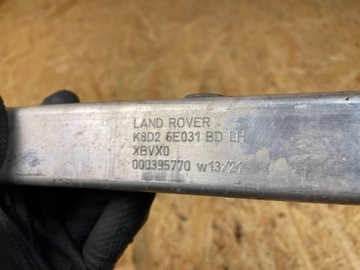 LAND ROVER
K8D2 6E031 BD LH
XBVX0
000395770 W13/21